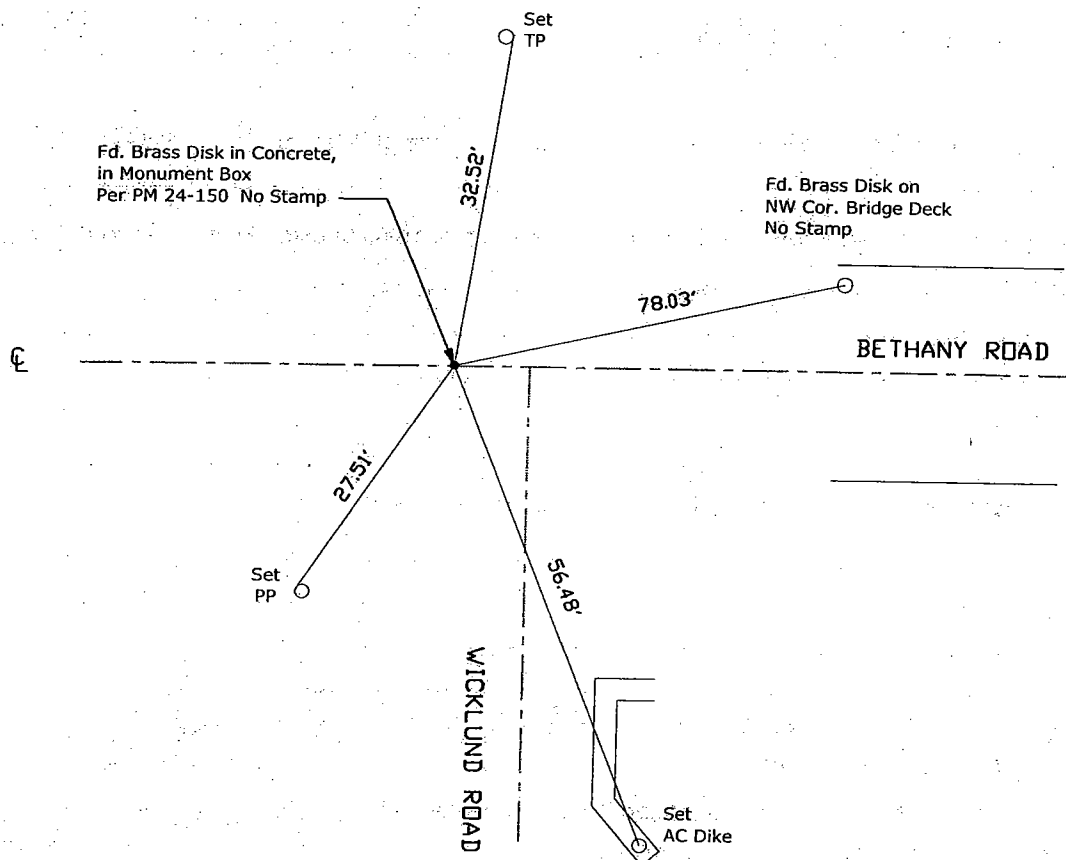 Set
TP
Fd. Brass Disk in Concrete,
in Monument Box
Per PM 24-150 No Stamp
32.52'
Fd. Brass Disk on
NW Cor. Bridge Deck
No Stamp
78.03'
℄
BETHANY ROAD
27.51'
56.48'
Set
PP
WICKLUND ROAD
Set
AC Dike